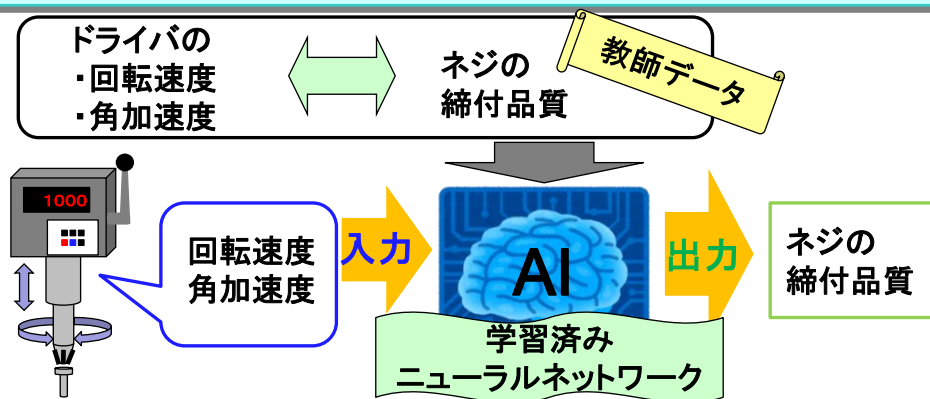 ドライバの
・回転速度
・角加速度
ネジの
締付品質
教師データ
1000
回転速度
角加速度
入力
AI
学習済み
ニューラルネットワーク
出力
ネジの
締付品質